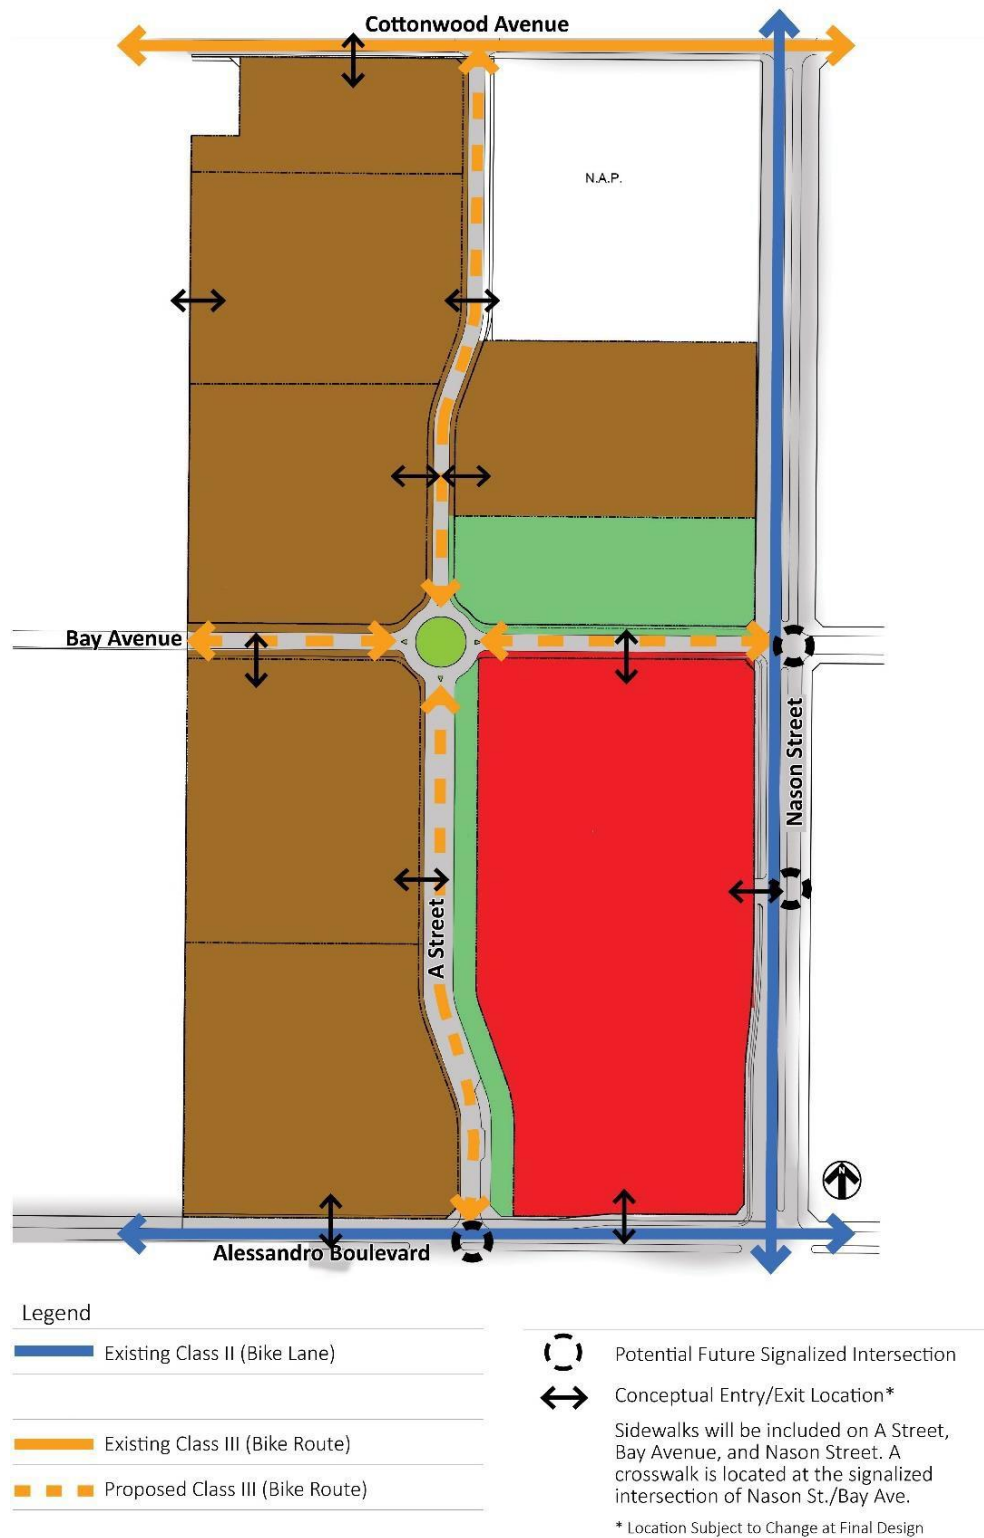 Cottonwood Avenue
N.A.P.
Bay Avenue
Nason Street
A Street
N
Alessandro Boulevard
Legend
Existing Class II (Bike Lane)
Existing Class III (Bike Route)
Proposed Class III (Bike Route)
Potential Future Signalized Intersection
Conceptual Entry/Exit Location*
Sidewalks will be included on A Street,
Bay Avenue, and Nason Street. A
crosswalk is located at the signalized
intersection of Nason St./Bay Ave.
* Location Subject to Change at Final Design